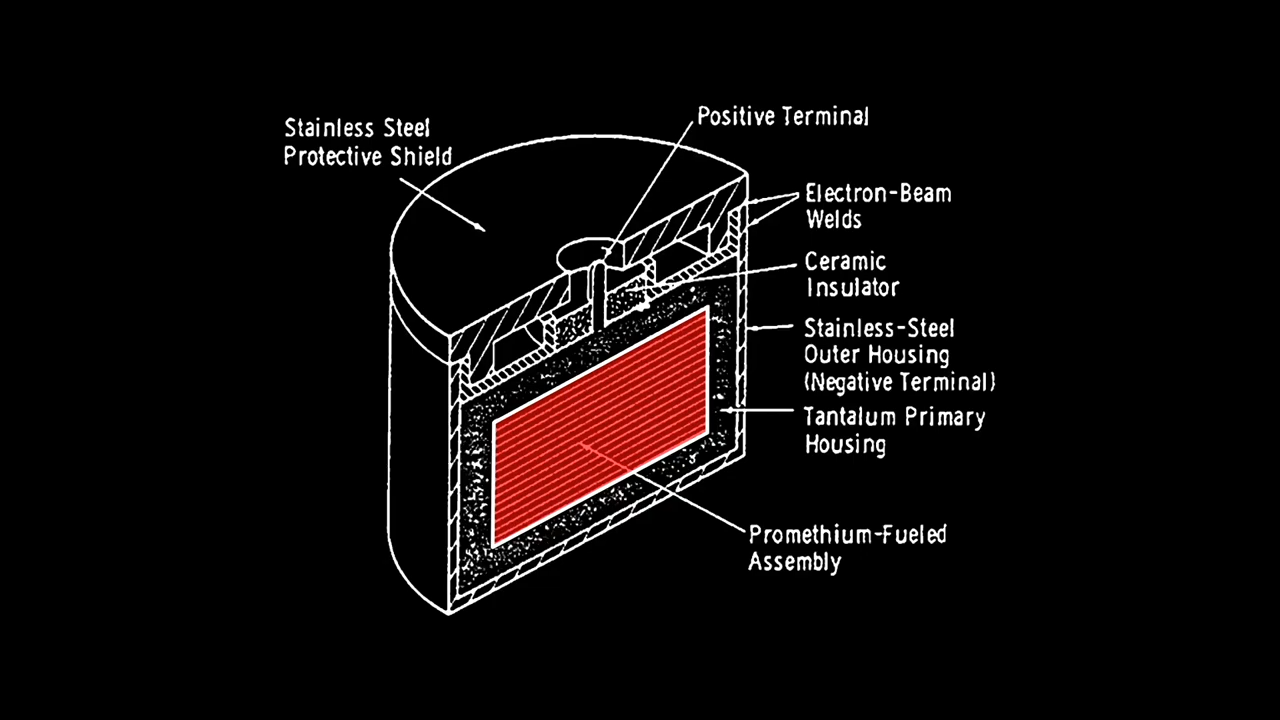 Stainless Steel
Protective Shield
Positive Terminal
Electron-Beam
Welds
Ceramic
Insulator
Stainless-Steel
Outer Housing
(Negative Terminal)
Tantalum Primary
Housing
Promethium-Fueled
Assembly